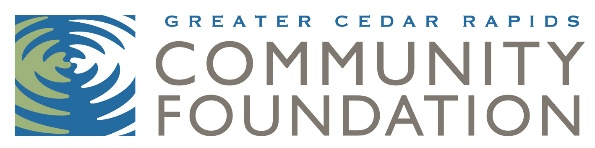 GREATER CEDAR RAPIDS
COMMUNITY
FOUNDATION